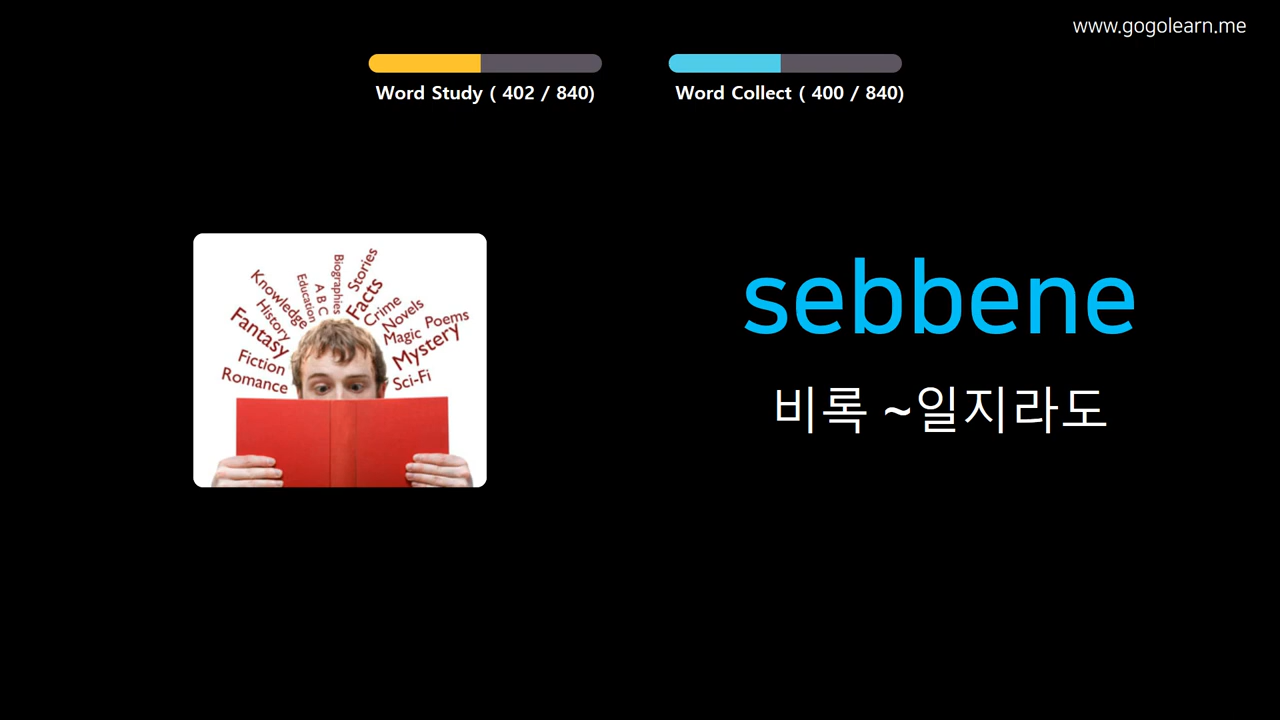 www.gogolearn.me
Word Study ( 402 / 840)
Word Collect ( 400 / 840)
Knowledge
History
Fantasy
Fiction
Romance
Education
A B C
Biographies
Stories
Facts
Crime
Novels
Magic
Poems
Mystery
Sci-Fi
sebbene
비록 ~일지라도